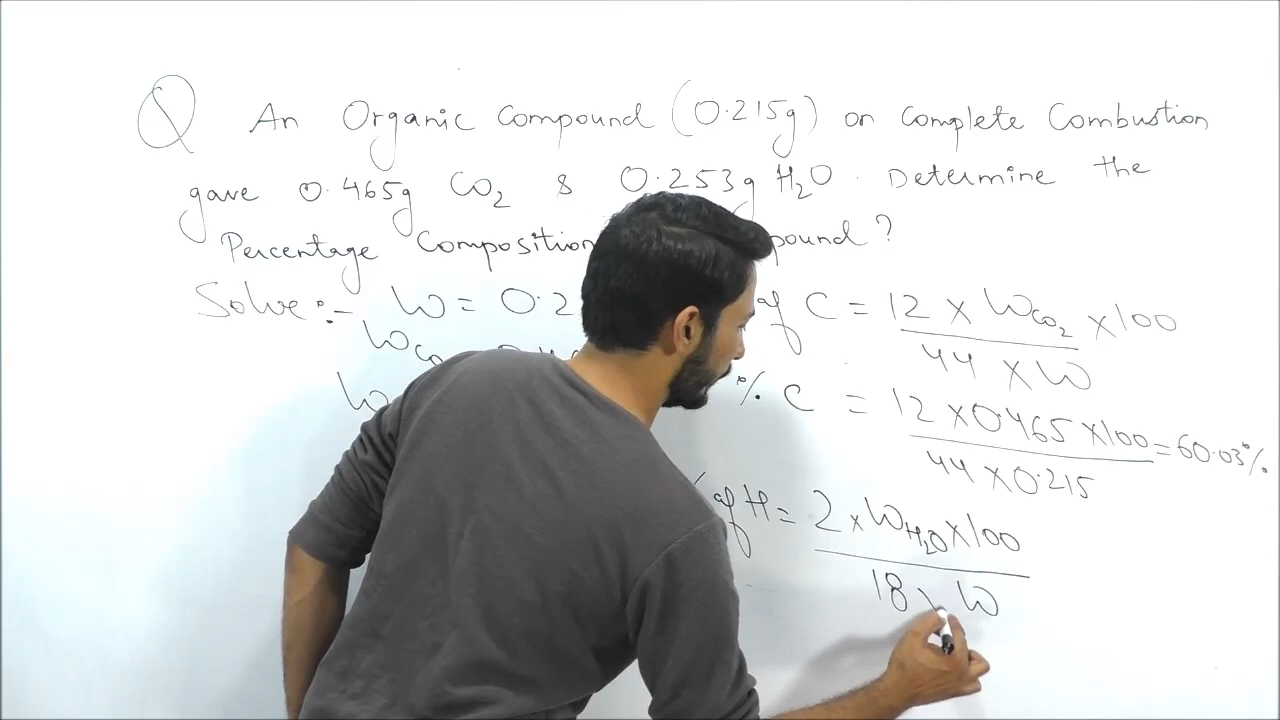 Q An Organic Compound (0.215g) on Complete Combustion
gave 0.465g CO2 & 0.253g H2O. Determine the
Percentage Composition pound?
Solve:- W = 0.2 of C = 12 × WCO2 × 100
44 × W
WCO
% C = 12 × 0.465 × 100 = 60.03%
44 × 0.215
W
% of H = 2 × WH2O × 100
18 W